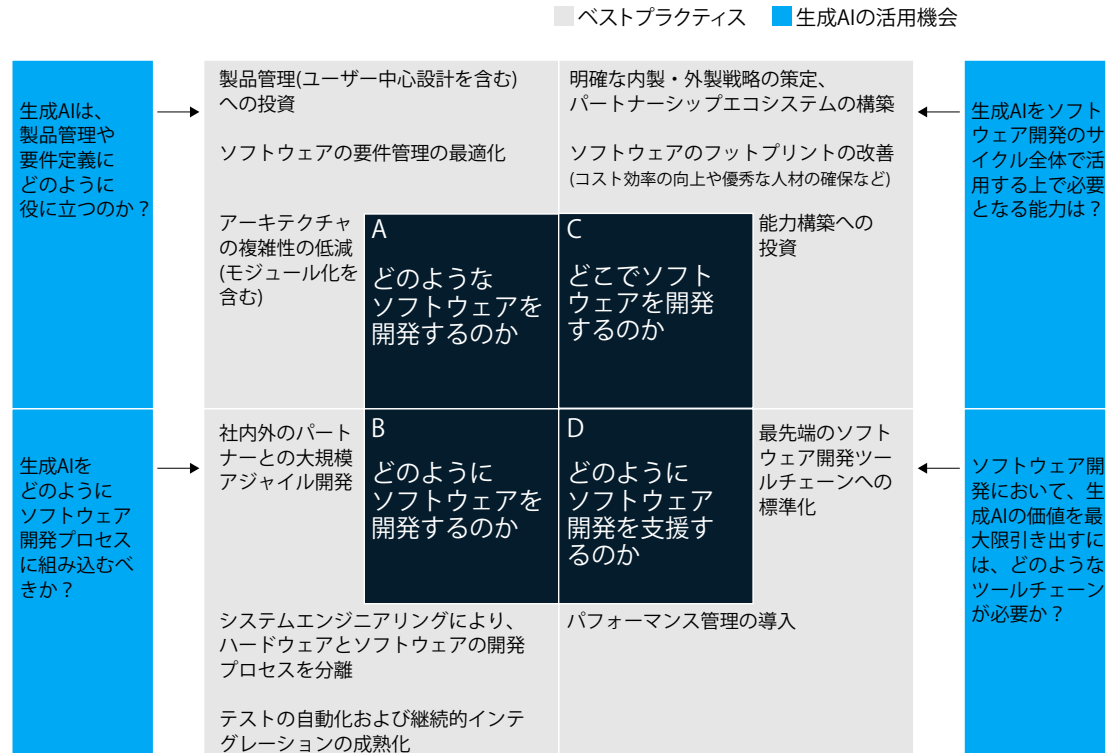 ベストプラクティス
生成AIの活用機会
生成AIは、
製品管理や
要件定義に
どのように
役に立つのか？
製品管理(ユーザー中心設計を含む)
への投資
ソフトウェアの要件管理の最適化
アーキテクチャ
の複雑性の低減
(モジュール化を
含む)
A
どのような
ソフトウェアを
開発するのか
明確な内製・外製戦略の策定、
パートナーシップエコシステムの構築
ソフトウェアのフットプリントの改善
(コスト効率の向上や優秀な人材の確保など)
C
どこでソフト
ウェアを開発
するのか
能力構築への
投資
生成AIをソフト
ウェア開発のサ
イクル全体で活
用する上で必要
となる能力は？
生成AIを
どのように
ソフトウェア
開発プロセス
に組み込むべ
きか？
社内外のパート
ナーとの大規模
アジャイル開発
B
どのように
ソフトウェアを
開発するのか
システムエンジニアリングにより、
ハードウェアとソフトウェアの開発
プロセスを分離
テストの自動化および継続的インテ
グレーションの成熟化
D
どのように
ソフトウェア
開発を支援す
るのか
最先端のソフト
ウェア開発ツー
ルチェーンへの
標準化
パフォーマンス管理の導入
ソフトウェア開
発において、生
成AIの価値を最
大限引き出すに
は、どのような
ツールチェーン
が必要か？